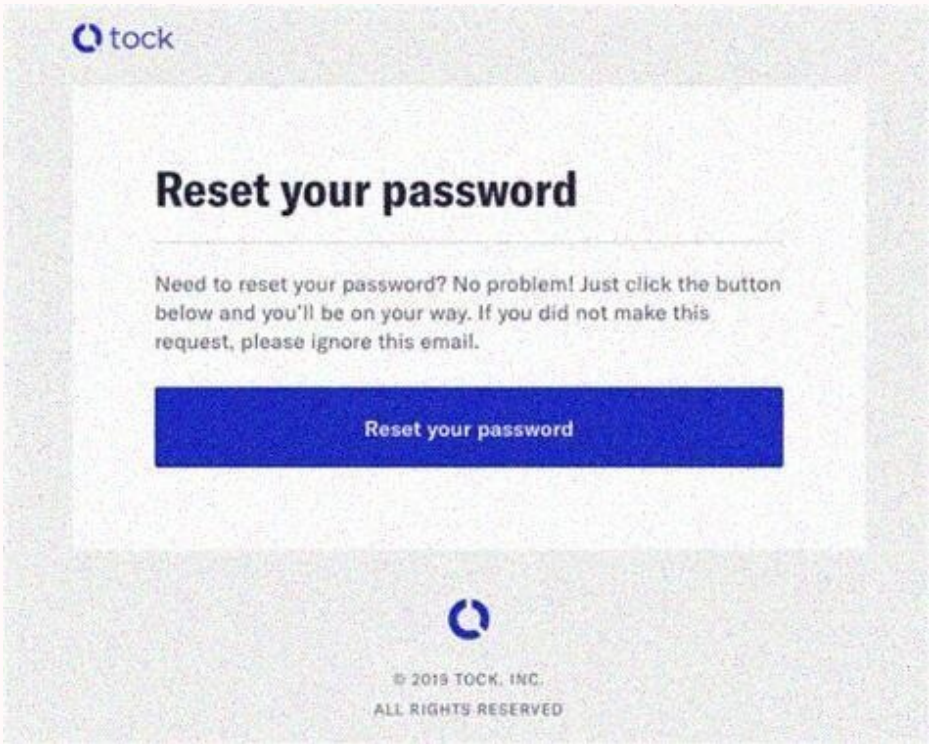 tock
Reset your password
Need to reset your password? No problem! Just click the button
below and you'll be on your way. If you did not make this
request, please ignore this email.
Reset your password
© 2019 TOCK, INC.
ALL RIGHTS RESERVED